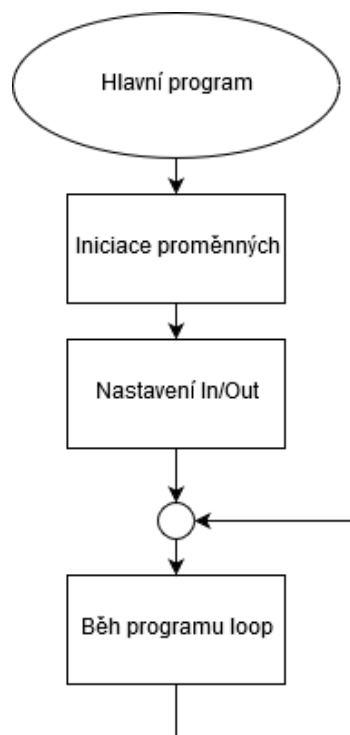 Hlavní program
Iniciace proměnných
Nastavení In/Out
Běh programu loop